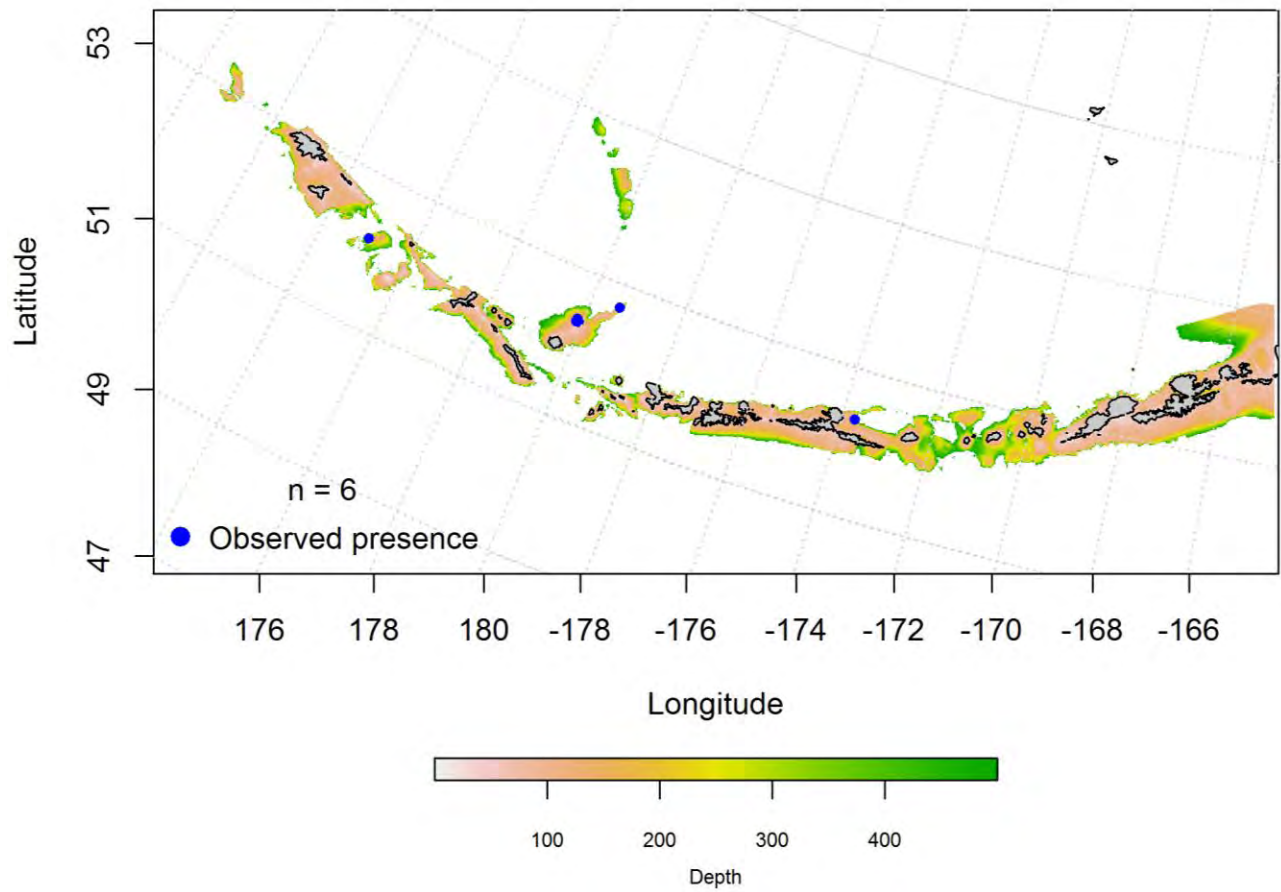 53
51
49
47
Latitude
n = 6
Observed presence
176 178 180 -178 -176 -174 -172 -170 -168 -166
Longitude
100 200 300 400
Depth